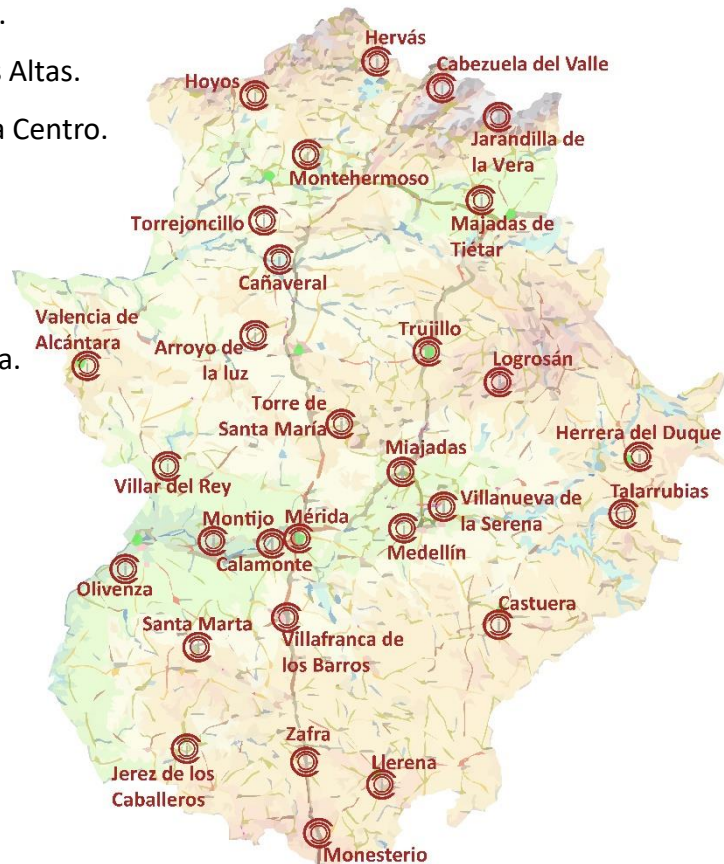 .
s Altas.
a Centro.
a.
Hervás
Cabezuela del Valle
Hoyos
Jarandilla de
la Vera
Montehermoso
Torrejoncillo
Majadas de
Tiétar
Cañaveral
Valencia de
Alcántara
Arroyo de
la luz
Trujillo
Logrosán
Torre de
Santa María
Miajadas
Herrera del Duque
Villar del Rey
Villanueva de
la Serena
Talarrubias
Montijo
Mérida
Calamonte
Medellín
Olivenza
Santa Marta
Villafranca de
los Barros
Castuera
Zafra
Jerez de los
Caballeros
Llerena
Monesterio